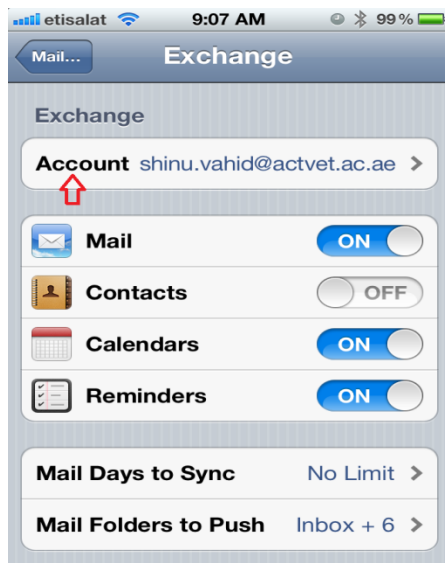 etisalat 9:07 AM 99%
Mail... Exchange
Exchange
Account shinu.vahid@actvet.ac.ae
Mail ON
Contacts OFF
Calendars ON
Reminders ON
Mail Days to Sync No Limit
Mail Folders to Push Inbox + 6